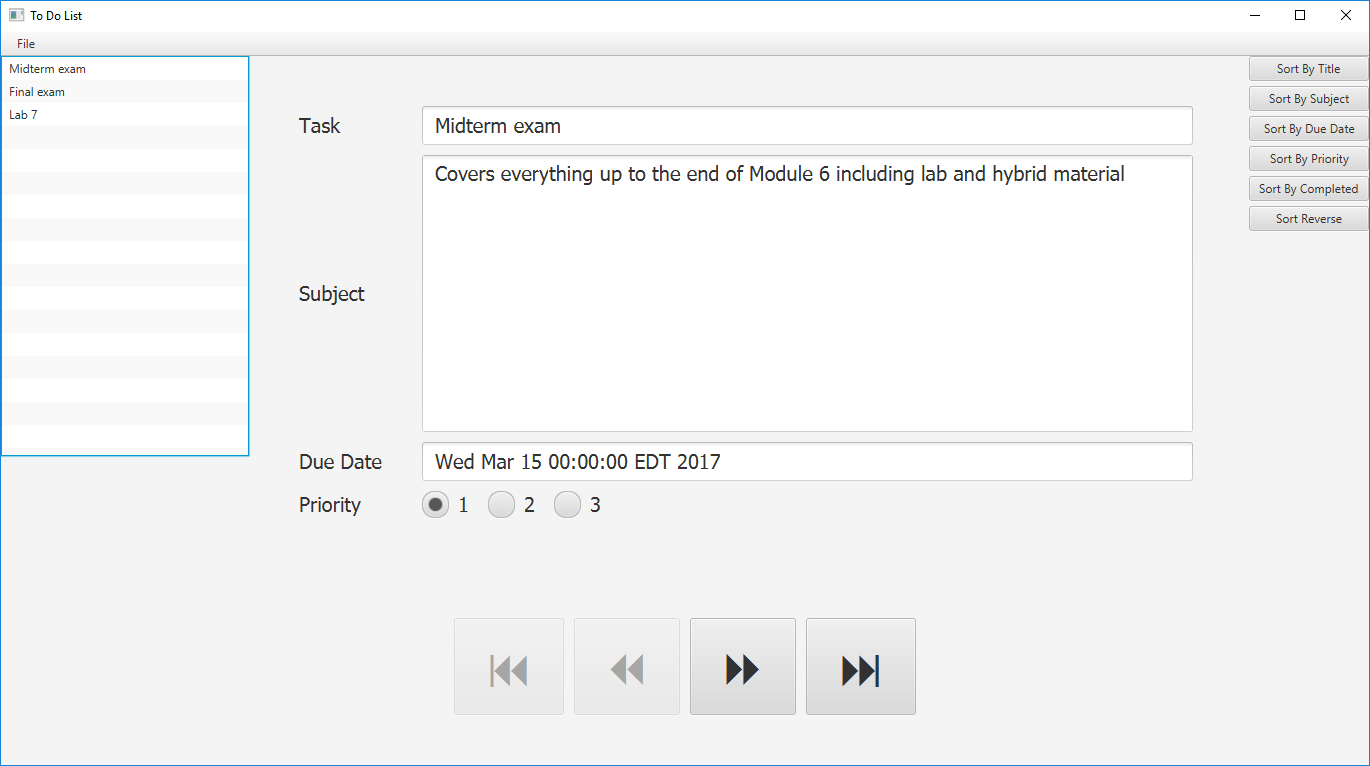 To Do List
File
Midterm exam
Final exam
Lab 7
Task
Midterm exam
Subject
Covers everything up to the end of Module 6 including lab and hybrid material
Due Date
Wed Mar 15 00:00:00 EDT 2017
Priority
1 2 3
Sort By Title
Sort By Subject
Sort By Due Date
Sort By Priority
Sort By Completed
Sort Reverse